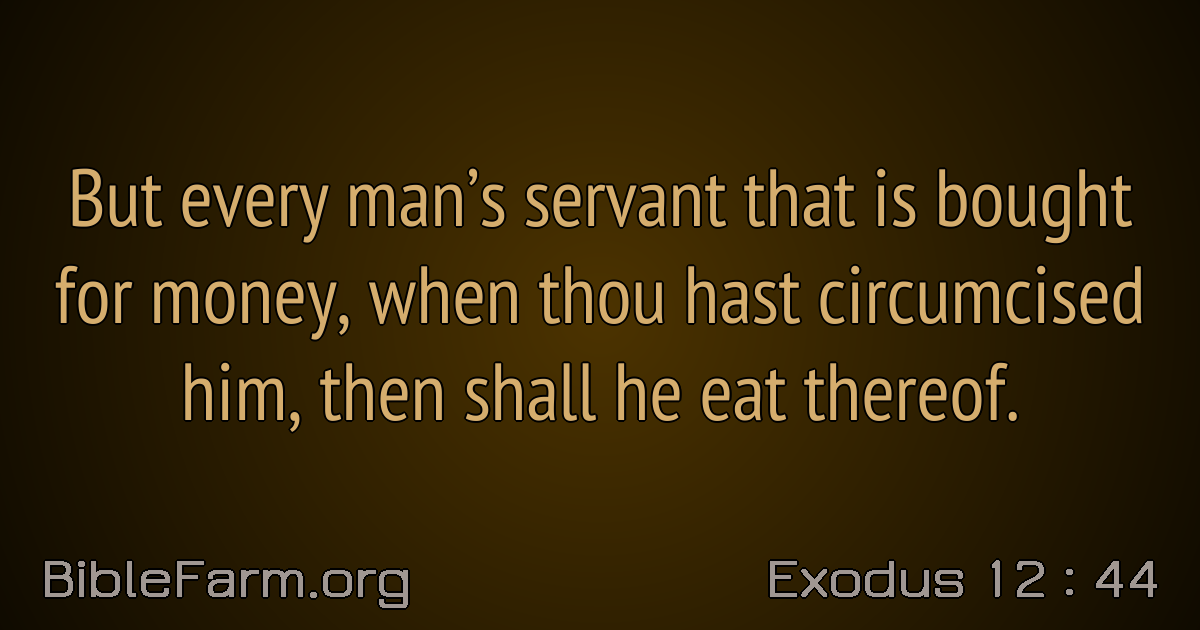 But every man’s servant that is bought
for money, when thou hast circumcised
him, then shall he eat thereof.
BibleFarm.org
Exodus 12 : 44